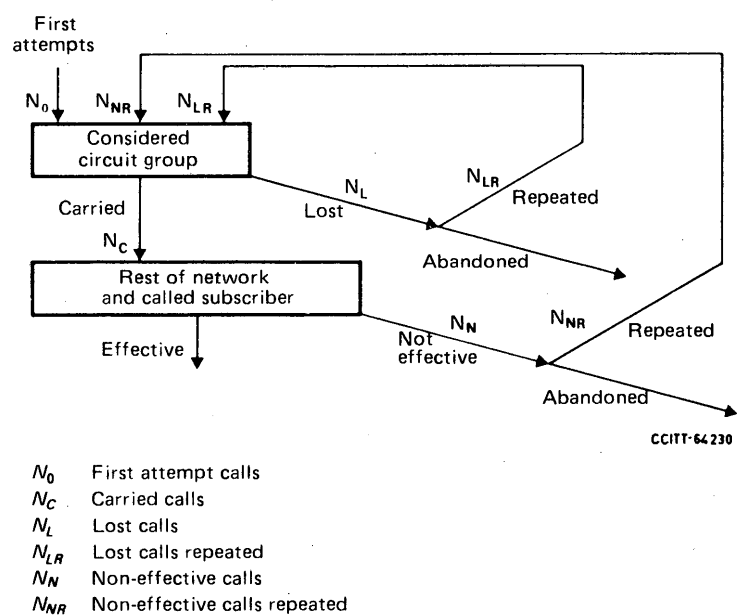 First
attempts
N0 NNR NLR
Considered
circuit group
NL
Lost
NLR
Repeated
Abandoned
Carried
NC
Rest of network
and called subscriber
Effective
NN
Not
effective
NNR
Repeated
Abandoned
CCITT-64230
N0 First attempt calls
NC Carried calls
NL Lost calls
NLR Lost calls repeated
NN Non-effective calls
NNR Non-effective calls repeated